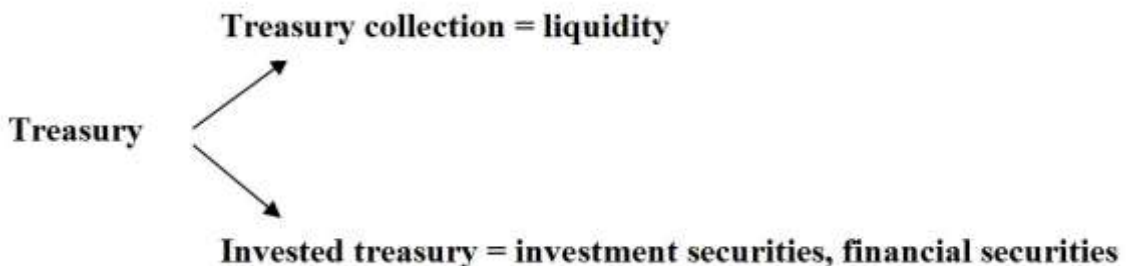 Treasury collection = liquidity
Treasury
Invested treasury = investment securities, financial securities